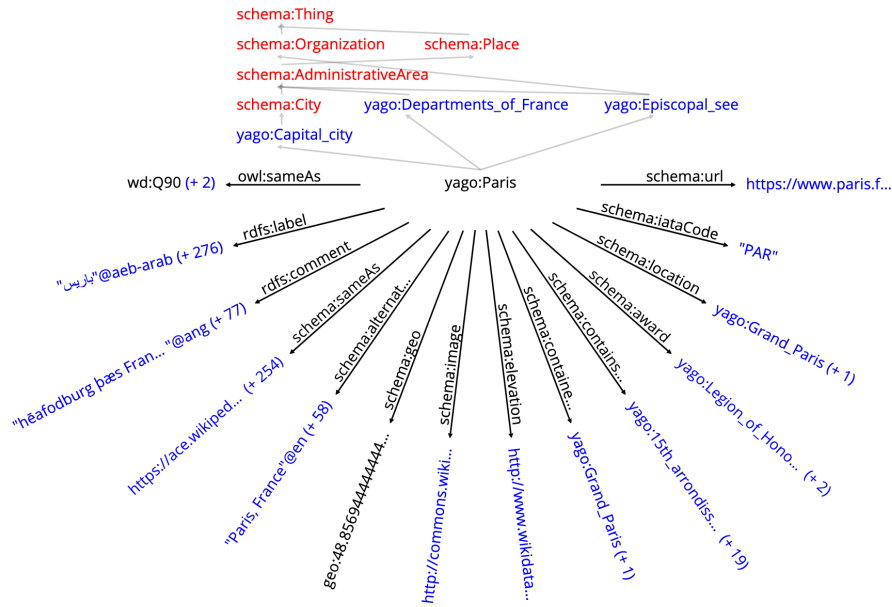 schema:Thing
schema:Organization schema:Place
schema:AdministrativeArea
schema:City yago:Departments_of_France yago:Episcopal_see
yago:Capital_city
wd:Q90 (+ 2) owl:sameAs yago:Paris schema:url https://www.paris.f...
rdfs:label
"باريس"@aeb-arab (+ 276)
rdfs:comment
"hēafodburg þæs Fran... "@ang (+ 77)
schema:sameAs
https://ace.wikiped... (+ 254)
schema:alternat...
"Paris, France"@en (+ 58)
schema:geo
geo:48.856944444444...
schema:image
http://commons.wiki...
schema:elevation
http://www.wikidata...
schema:containe...
yago:Grand_Paris (+ 1)
schema:contains...
yago:15th_arrondiss... (+ 19)
schema:award
yago:Legion_of_Hono... (+ 2)
schema:location
yago:Grand_Paris (+ 1)
schema:iataCode
"PAR"